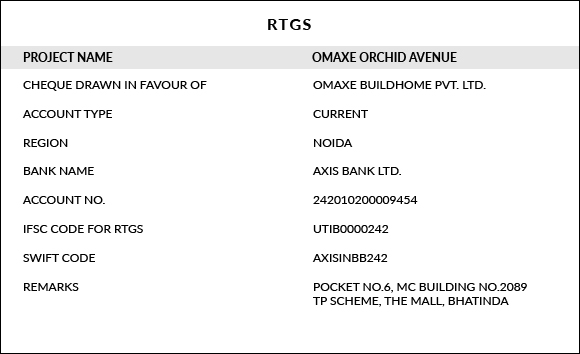 RTGS
PROJECT NAME OMAXE ORCHID AVENUE
CHEQUE DRAWN IN FAVOUR OF OMAXE BUILDHOME PVT. LTD.
ACCOUNT TYPE CURRENT
REGION NOIDA
BANK NAME AXIS BANK LTD.
ACCOUNT NO. 242010200009454
IFSC CODE FOR RTGS UTIB0000242
SWIFT CODE AXISINBB242
REMARKS POCKET NO.6, MC BUILDING NO.2089
TP SCHEME, THE MALL, BHATINDA